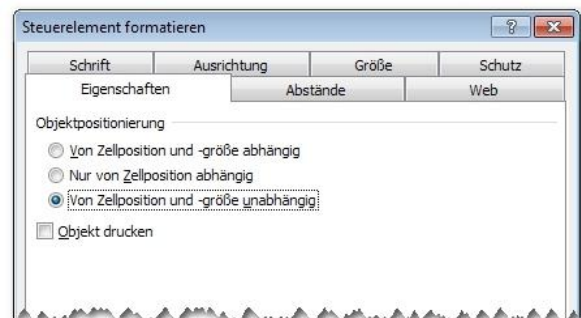 Steuerelement formatieren
Schrift Ausrichtung Größe Schutz
Eigenschaften Abstände Web
Objektpositionierung
Von Zellposition und -größe abhängig
Nur von Zellposition abhängig
Von Zellposition und -größe unabhängig
Objekt drucken